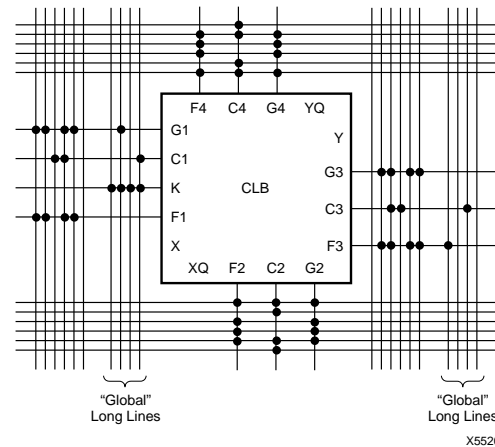 F4 C4 G4 YQ
G1
Y
C1
G3
K
CLB
C3
F1
X
F3
XQ F2 C2 G2
“Global”
Long Lines
“Global”
Long Lines